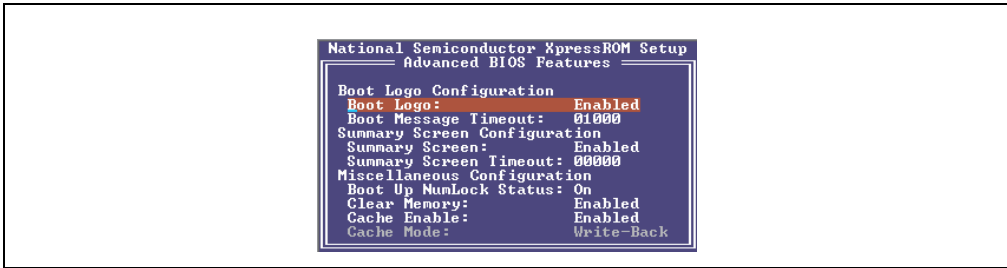 National Semiconductor XpressROM Setup
Advanced BIOS Features
Boot Logo Configuration
Boot Logo: Enabled
Boot Message Timeout: 01000
Summary Screen Configuration
Summary Screen: Enabled
Summary Screen Timeout: 00000
Miscellaneous Configuration
Boot Up NumLock Status: On
Clear Memory: Enabled
Cache Enable: Enabled
Cache Mode: Write-Back